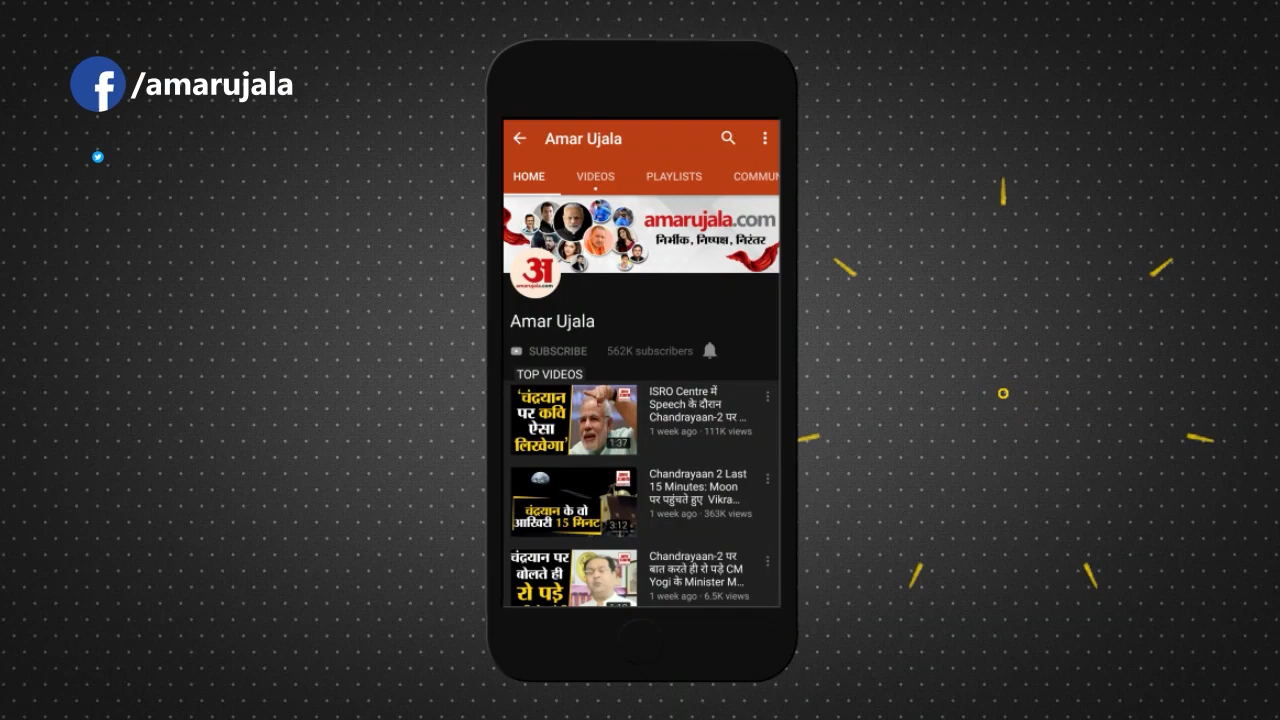 /amarujala
Amar Ujala
HOME VIDEOS PLAYLISTS COMMUN
amarujala.com
निर्भीक, निष्पक्ष, निरंतर
अ
amarujala.com
Amar Ujala
SUBSCRIBE 562K subscribers
TOP VIDEOS
'चंद्रयान
पर कवि
ऐसा
लिखेगा'
1:37
ISRO Centre में
Speech के दौरान
Chandrayaan-2 पर ...
1 week ago · 111K views
चंद्रयान के वो
आखिरी 15 मिनट
3:12
Chandrayaan 2 Last
15 Minutes: Moon
पर पहुंचते हुए Vikra...
1 week ago · 363K views
चंद्रयान पर
बोलते ही
रो पड़े
Chandrayaan-2 पर
बात करते ही रो पड़े CM
Yogi के Minister M...
1 week ago · 6.5K views